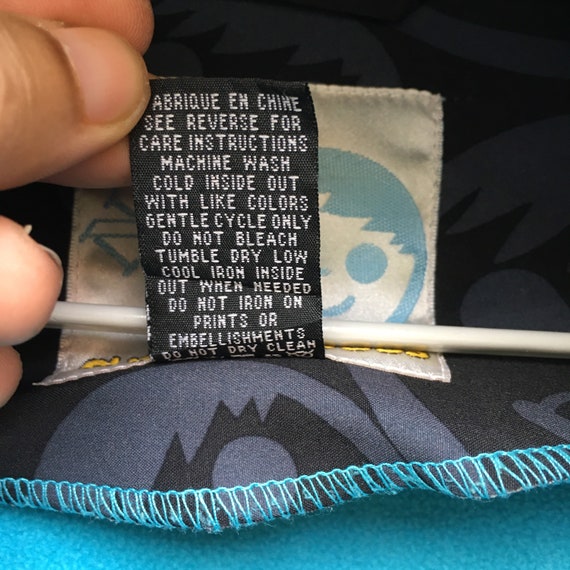 ABRIQUE EN CHINE
SEE REVERSE FOR
CARE INSTRUCTIONS
MACHINE WASH
COLD INSIDE OUT
WITH LIKE COLORS
GENTLE CYCLE ONLY
DO NOT BLEACH
TUMBLE DRY LOW
COOL IRON INSIDE
OUT WHEN NEEDED
DO NOT IRON ON
PRINTS OR
EMBELLISHMENTS
DO NOT DRY CLEAN